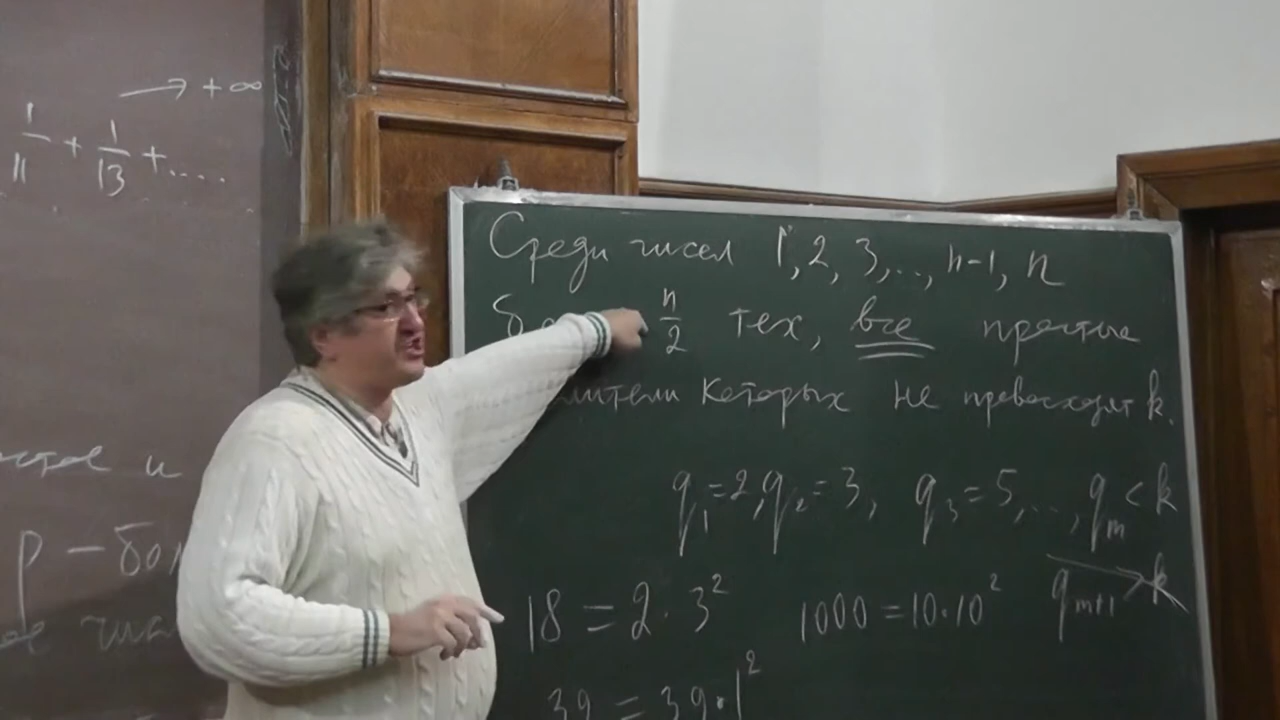 → +∞
1/11 + 1/13 + ....
и
p —
Среди чисел 1, 2, 3, .., n-1, n
n/2 тех, все простые
которых не превосходят k.
q₁=2, q₂=3, q₃=5, .., qₘ < k
qₘ₊₁ > k
18 = 2·3²
1000 = 10·10²
39 = 39·1²